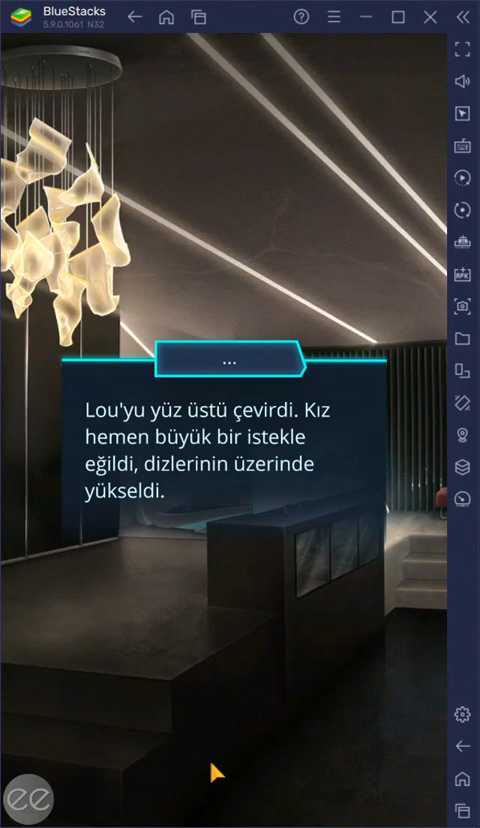 BlueStacks
5.9.0.1061 N32
...
Lou'yu yüz üstü çevirdi. Kız
hemen büyük bir istekle
eğildi, dizlerinin üzerinde
yükseldi.
ee